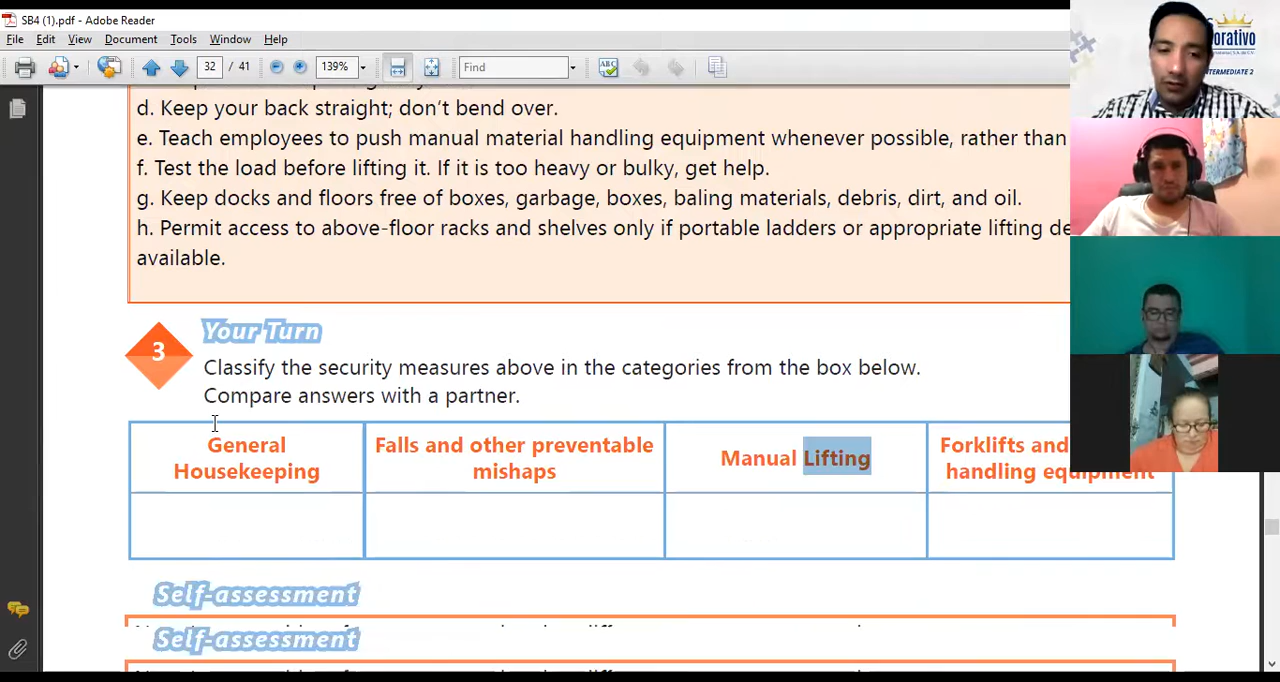 SB4 (1).pdf - Adobe Reader
File Edit View Document Tools Window Help
32 / 41 139% Find
d. Keep your back straight; don't bend over.
e. Teach employees to push manual material handling equipment whenever possible, rather than
f. Test the load before lifting it. If it is too heavy or bulky, get help.
g. Keep docks and floors free of boxes, garbage, boxes, baling materials, debris, dirt, and oil.
h. Permit access to above-floor racks and shelves only if portable ladders or appropriate lifting de
available.
3 Your Turn
Classify the security measures above in the categories from the box below.
Compare answers with a partner.
General Housekeeping
Falls and other preventable mishaps
Manual Lifting
Forklifts and handling equipment
Self-assessment
Self-assessment
orativo
NTERMEDIATE 2